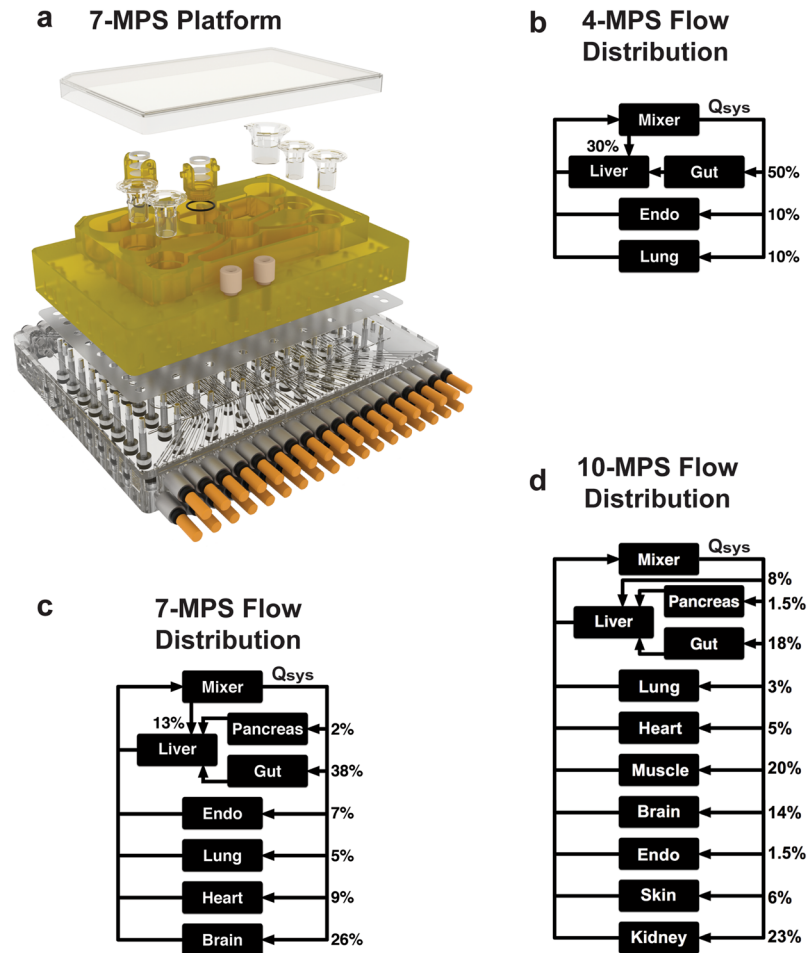 a 7-MPS Platform
b 4-MPS Flow
Distribution
Mixer
Qsys
30%
Liver
Gut
50%
Endo
10%
Lung
10%
c 7-MPS Flow
Distribution
Mixer
Qsys
13%
Pancreas
2%
Liver
Gut
38%
Endo
7%
Lung
5%
Heart
9%
Brain
26%
d 10-MPS Flow
Distribution
Mixer
Qsys
8%
Pancreas
1.5%
Liver
Gut
18%
Lung
3%
Heart
5%
Muscle
20%
Brain
14%
Endo
1.5%
Skin
6%
Kidney
23%